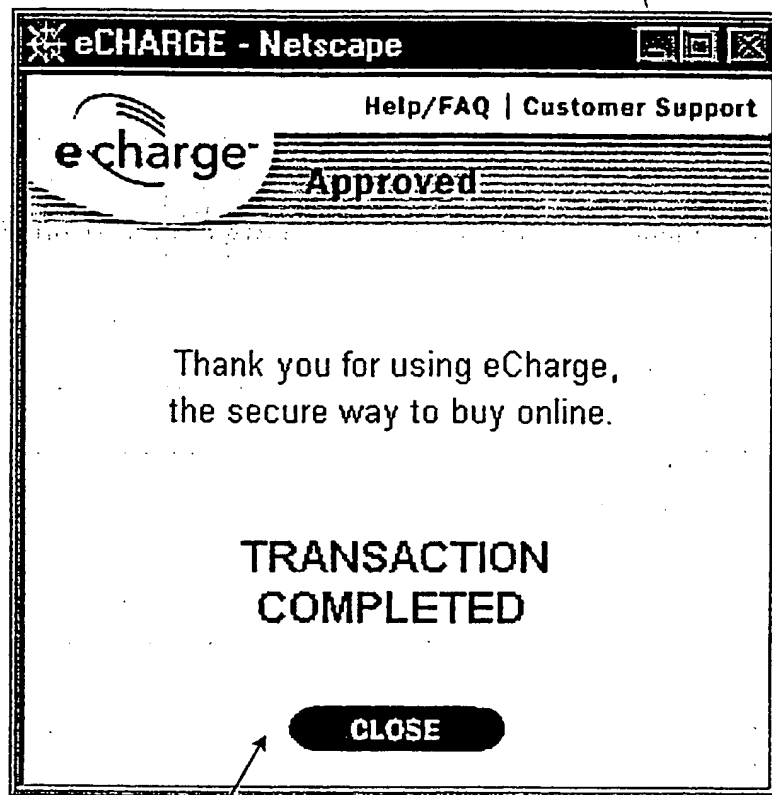 eCHARGE - Netscape
Help/FAQ | Customer Support
echarge
Approved
Thank you for using eCharge,
the secure way to buy online.
TRANSACTION
COMPLETED
CLOSE